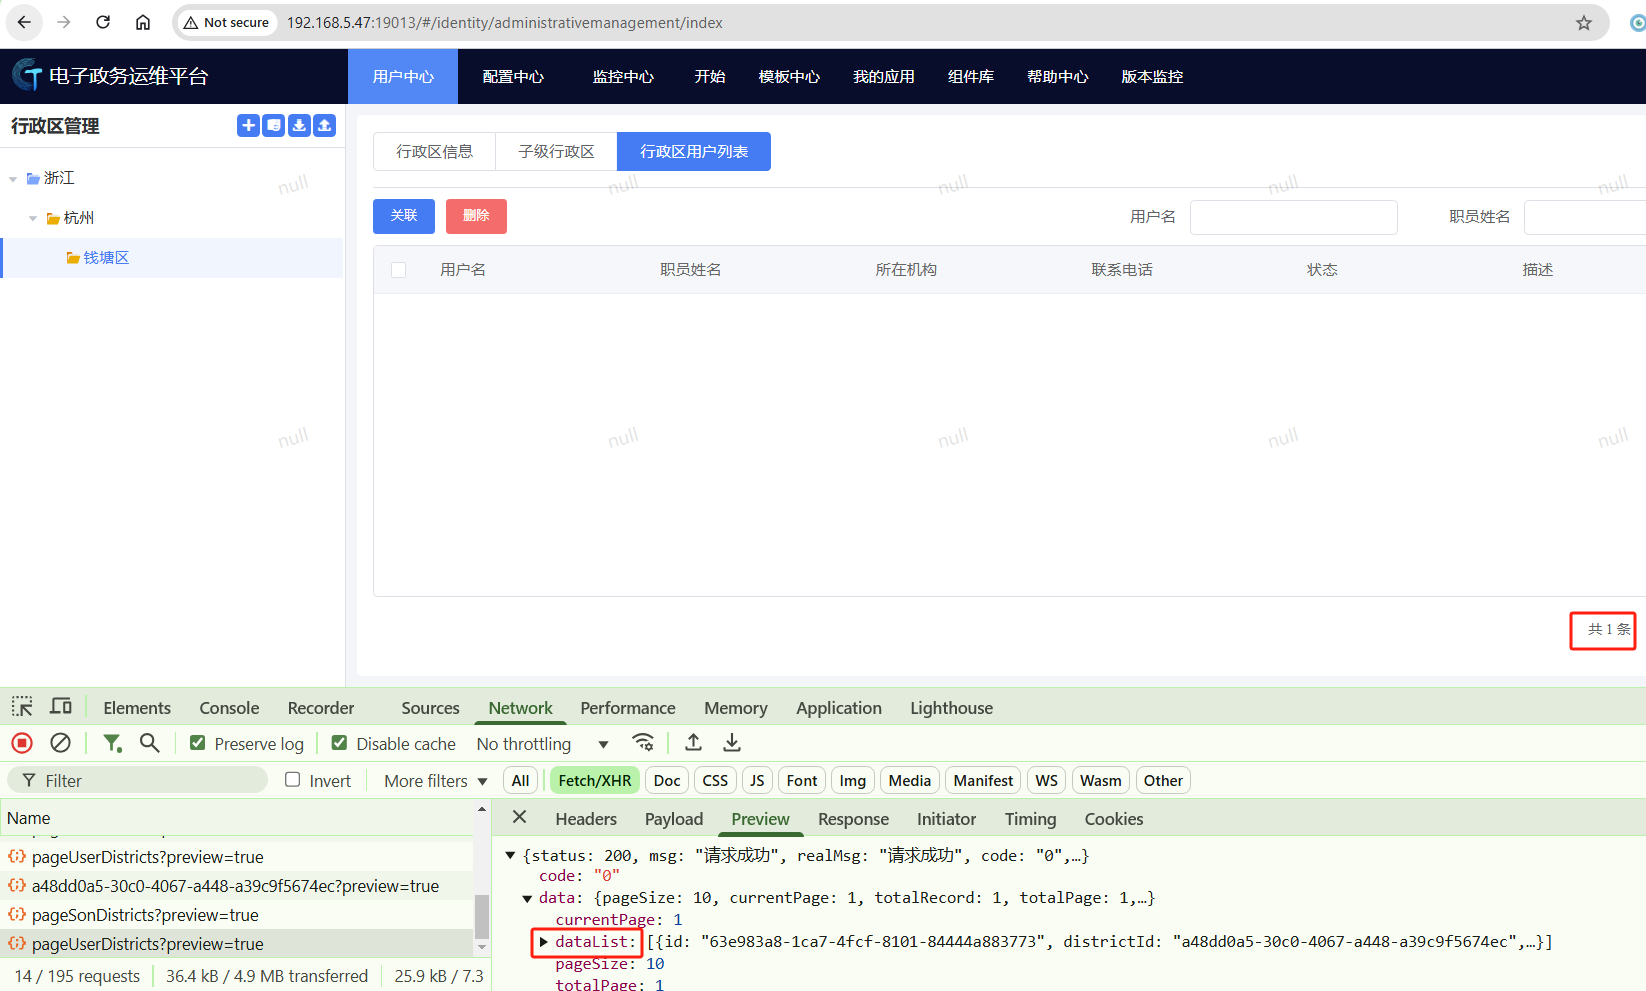 Not secure 192.168.5.47:19013/#/identity/administrativemanagement/index
电子政务运维平台 用户中心 配置中心 监控中心 开始 模板中心 我的应用 组件库 帮助中心 版本监控
行政区管理
浙江
杭州
钱塘区
行政区信息 子级行政区 行政区用户列表
null null null null null
关联 删除 用户名 职员姓名
用户名 职员姓名 所在机构 联系电话 状态 描述
null null null null null
共 1 条
Elements Console Recorder Sources Network Performance Memory Application Lighthouse
Preserve log Disable cache No throttling
Filter Invert More filters All Fetch/XHR Doc CSS JS Font Img Media Manifest WS Wasm Other
Name
pageUserDistricts?preview=true
a48dd0a5-30c0-4067-a448-a39c9f5674ec?preview=true
pageSonDistricts?preview=true
pageUserDistricts?preview=true
14 / 195 requests 36.4 kB / 4.9 MB transferred 25.9 kB / 7.3
Headers Payload Preview Response Initiator Timing Cookies
{status: 200, msg: "请求成功", realMsg: "请求成功", code: "0",…}
code: "0"
data: {pageSize: 10, currentPage: 1, totalRecord: 1, totalPage: 1,…}
currentPage: 1
dataList: [{id: "63e983a8-1ca7-4fcf-8101-84444a883773", districtId: "a48dd0a5-30c0-4067-a448-a39c9f5674ec",…}]
pageSize: 10
totalPage: 1